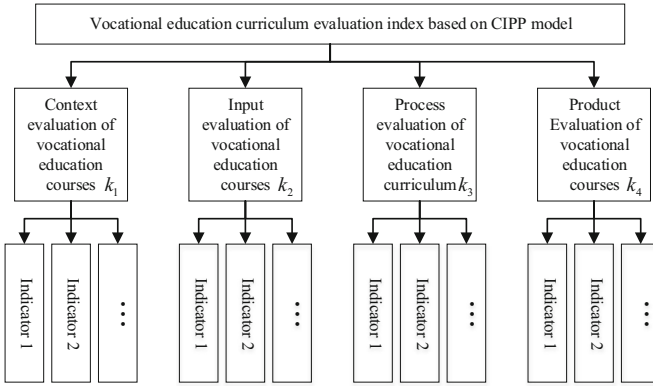 Vocational education curriculum evaluation index based on CIPP model
Context
evaluation of
vocational
education
courses k₁
Input
evaluation of
vocational
education
courses k₂
Process
evaluation of
vocational
education
curriculum k₃
Product
Evaluation of
vocational
education
courses k₄
Indicator 1
Indicator 2
...
Indicator 1
Indicator 2
...
Indicator 1
Indicator 2
...
Indicator 1
Indicator 2
...